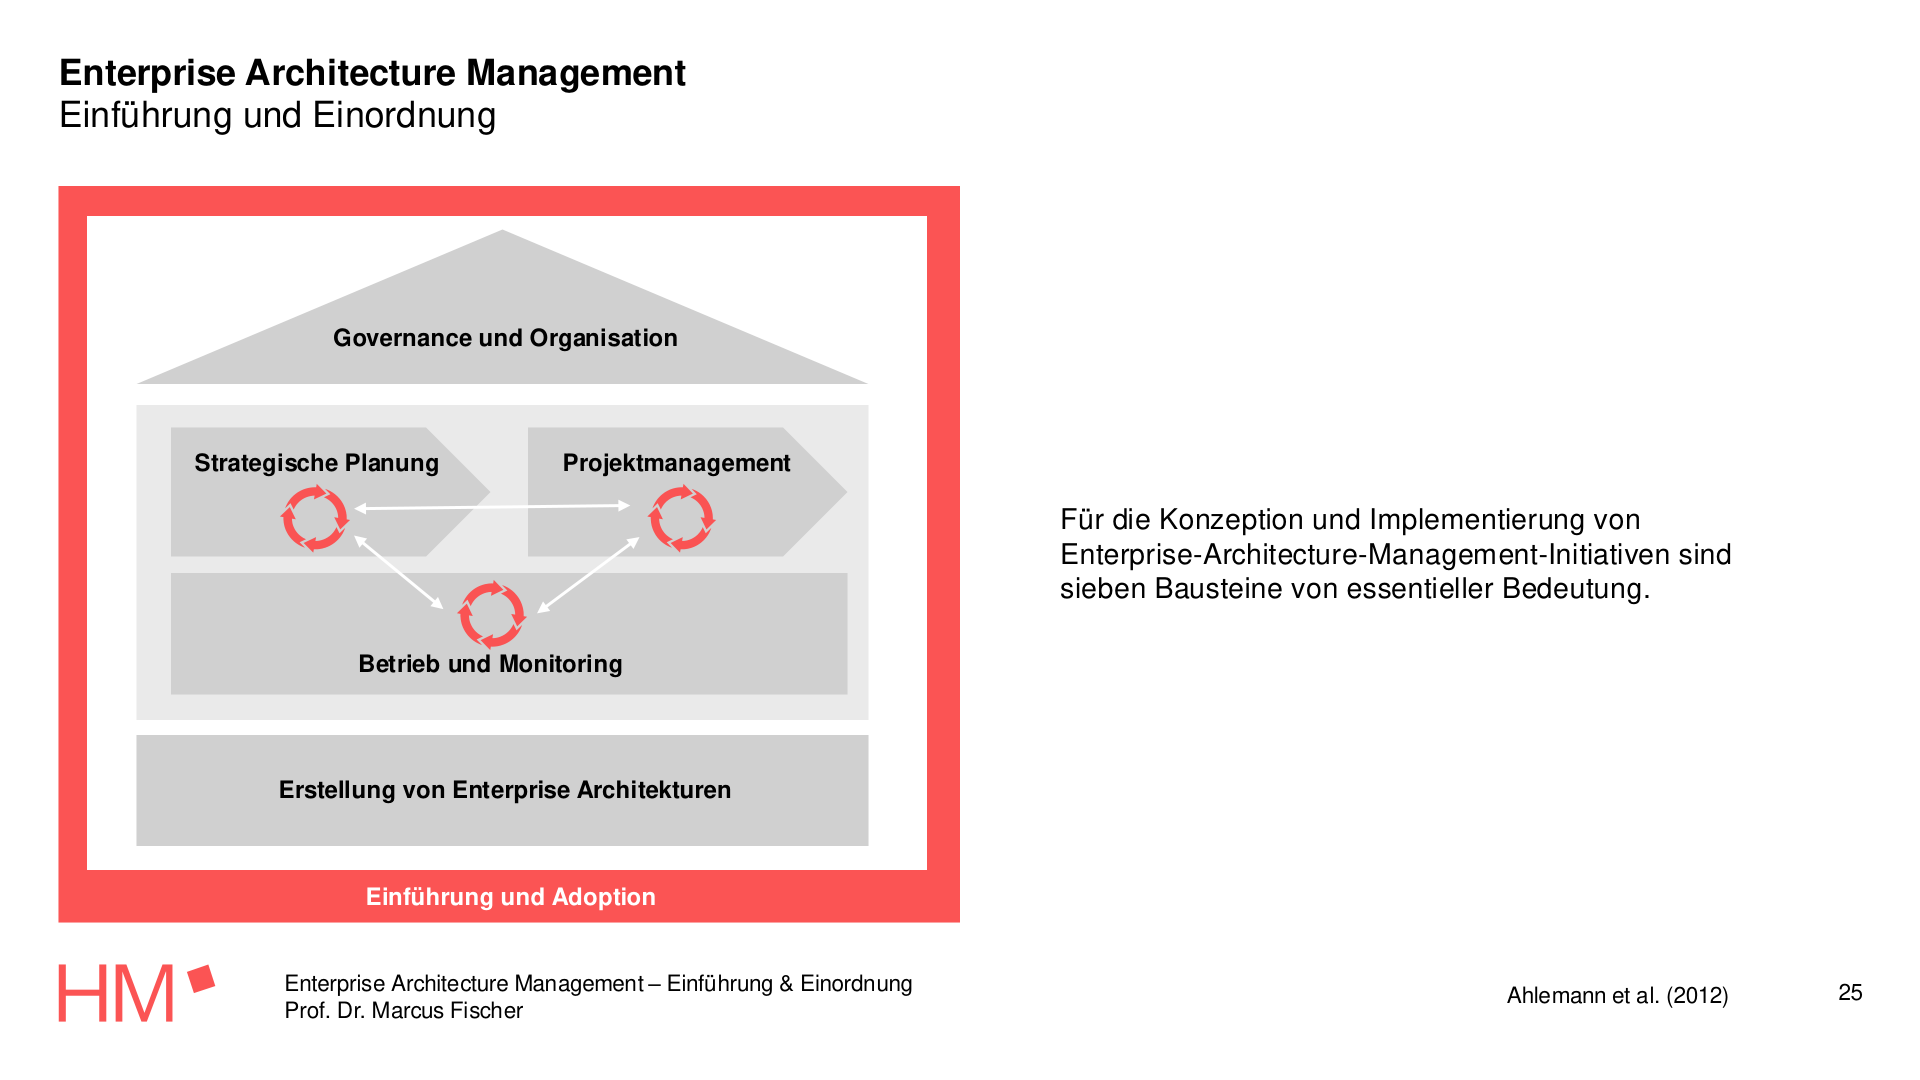 Enterprise Architecture Management
Einführung und Einordnung
Governance und Organisation
Strategische Planung
Projektmanagement
Betrieb und Monitoring
Erstellung von Enterprise Architekturen
Einführung und Adoption
Für die Konzeption und Implementierung von
Enterprise-Architecture-Management-Initiativen sind
sieben Bausteine von essentieller Bedeutung.
HM
Enterprise Architecture Management – Einführung & Einordnung
Prof. Dr. Marcus Fischer
Ahlemann et al. (2012)
25